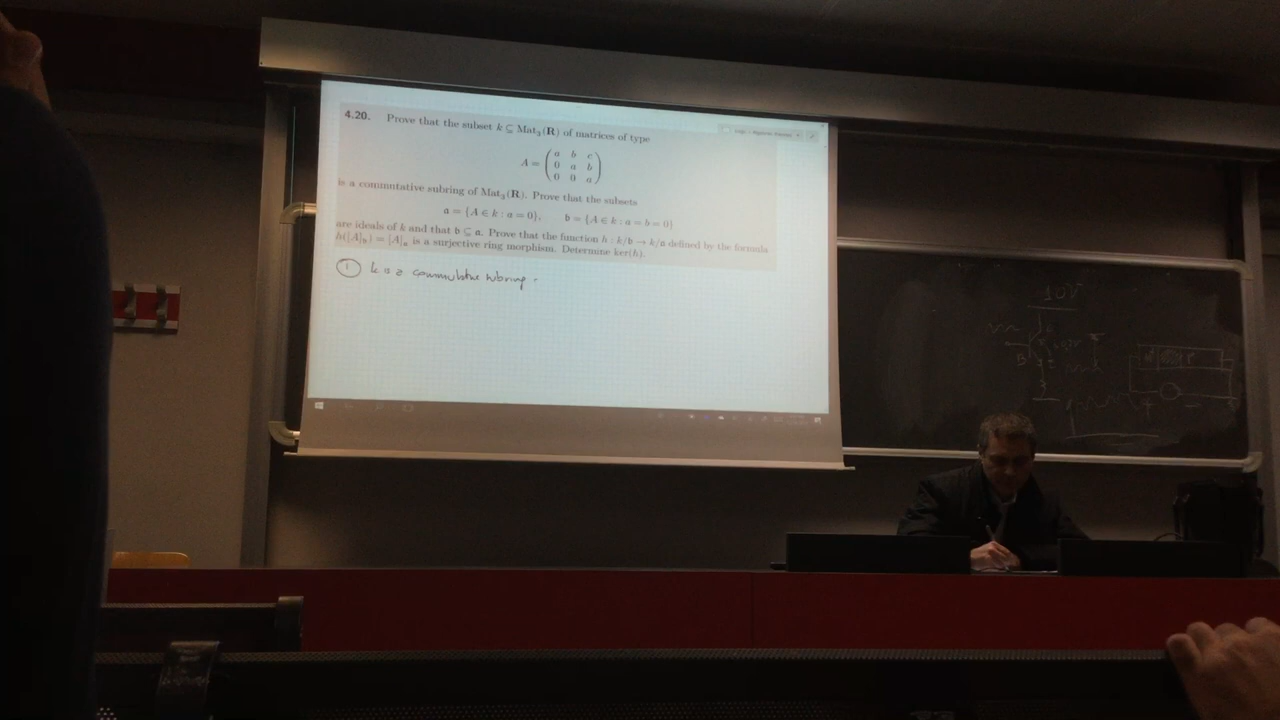 4.20. Prove that the subset k ⊆ Mat₃(R) of matrices of type
A = ( a b c
0 a b
0 0 a )
is a commutative subring of Mat₃(R). Prove that the subsets
𝔞 = {A ∈ k : a = 0}, 𝔟 = {A ∈ k : a = b = 0}
are ideals of k and that 𝔟 ⊆ 𝔞. Prove that the function h : k/𝔟 → k/𝔞 defined by the formula
h([A]𝔟) = [A]𝔞 is a surjective ring morphism. Determine ker(h).
① k is a commutative subring.
10V
B